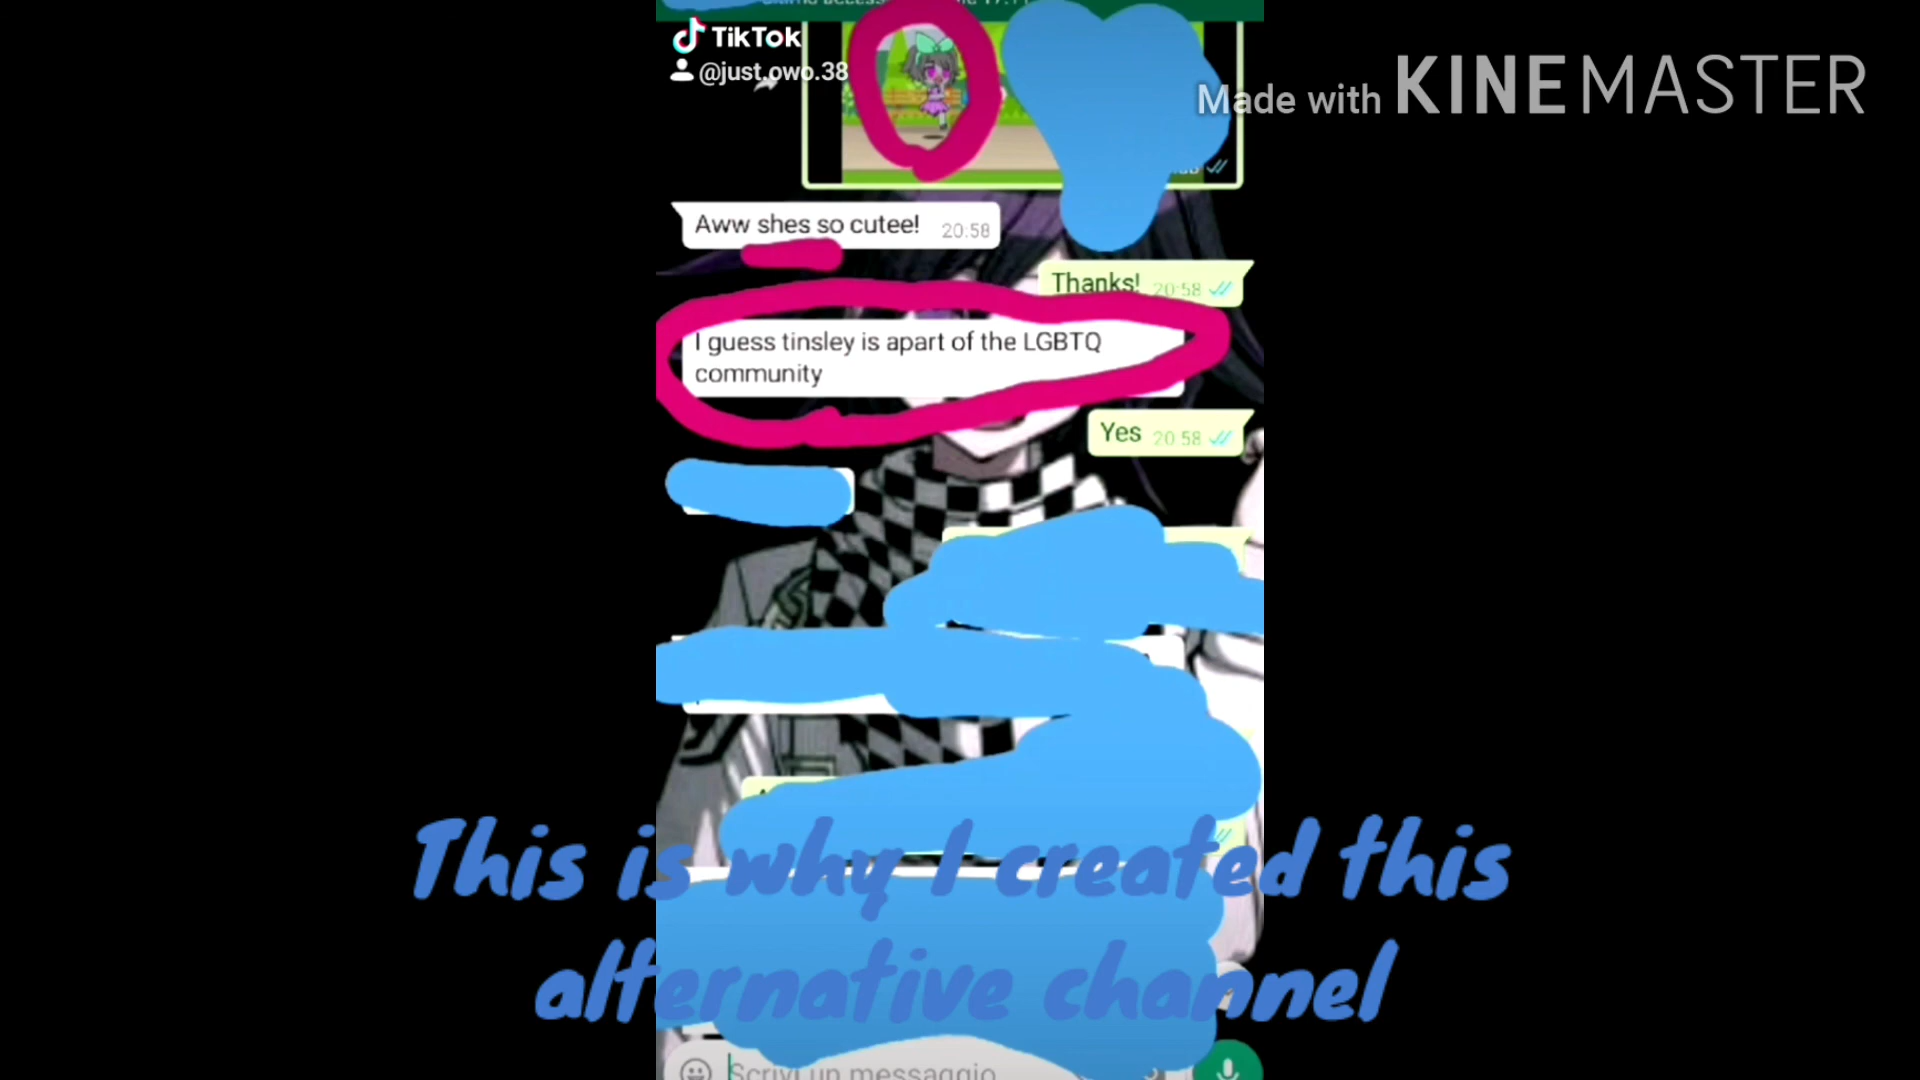 TikTok
@just.owo.38
Made with KINEMASTER
Aww shes so cutee! 20:58
Thanks! 20:58
I guess tinsley is apart of the LGBTQ
community
Yes 20:58
This is why I created this
alternative channel
Scrivi un messaggio